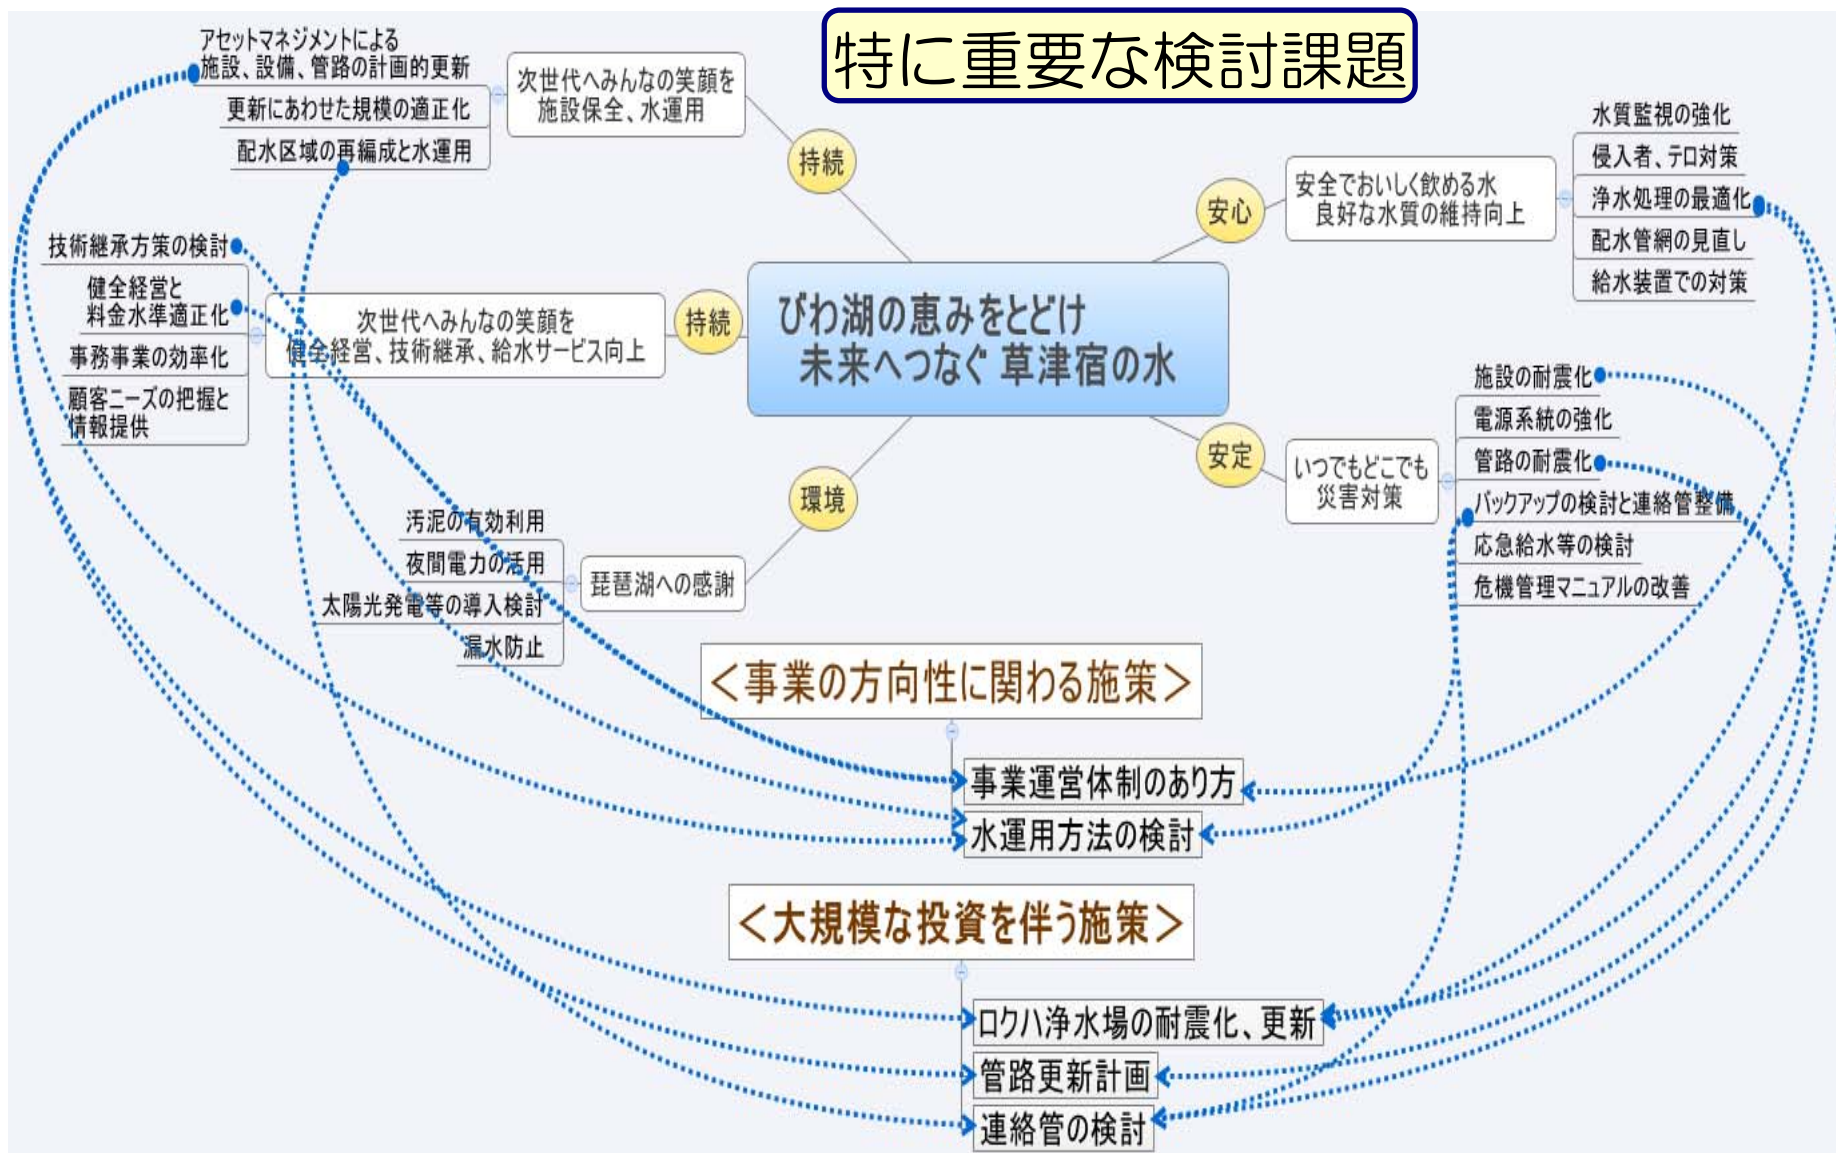 特に重要な検討課題
アセットマネジメントによる
施設、設備、管路の計画的更新
更新にあわせた規模の適正化
配水区域の再編成と水運用
次世代へみんなの笑顔を
施設保全、水運用
持続
技術継承方策の検討
健全経営と
料金水準適正化
事務事業の効率化
顧客ニーズの把握と
情報提供
次世代へみんなの笑顔を
健全経営、技術継承、給水サービス向上
持続
びわ湖の恵みをとどけ
未来へつなぐ 草津宿の水
安心
安全でおいしく飲める水
良好な水質の維持向上
水質監視の強化
侵入者、テロ対策
浄水処理の最適化
配水管網の見直し
給水装置での対策
安定
いつでもどこでも
災害対策
施設の耐震化
電源系統の強化
管路の耐震化
バックアップの検討と連絡管整備
応急給水等の検討
危機管理マニュアルの改善
環境
琵琶湖への感謝
汚泥の有効利用
夜間電力の活用
太陽光発電等の導入検討
漏水防止
＜事業の方向性に関わる施策＞
事業運営体制のあり方
水運用方法の検討
＜大規模な投資を伴う施策＞
ロクハ浄水場の耐震化、更新
管路更新計画
連絡管の検討